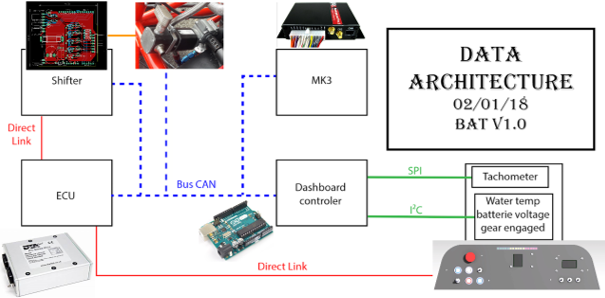 DATA
ARCHITECTURE
02/01/18
BAT V1.0
Shifter
MK3
Direct
Link
ECU
Bus CAN
Dashboard
controler
SPI
Tachometer
I²C
Water temp
batterie voltage
gear engaged
Direct Link